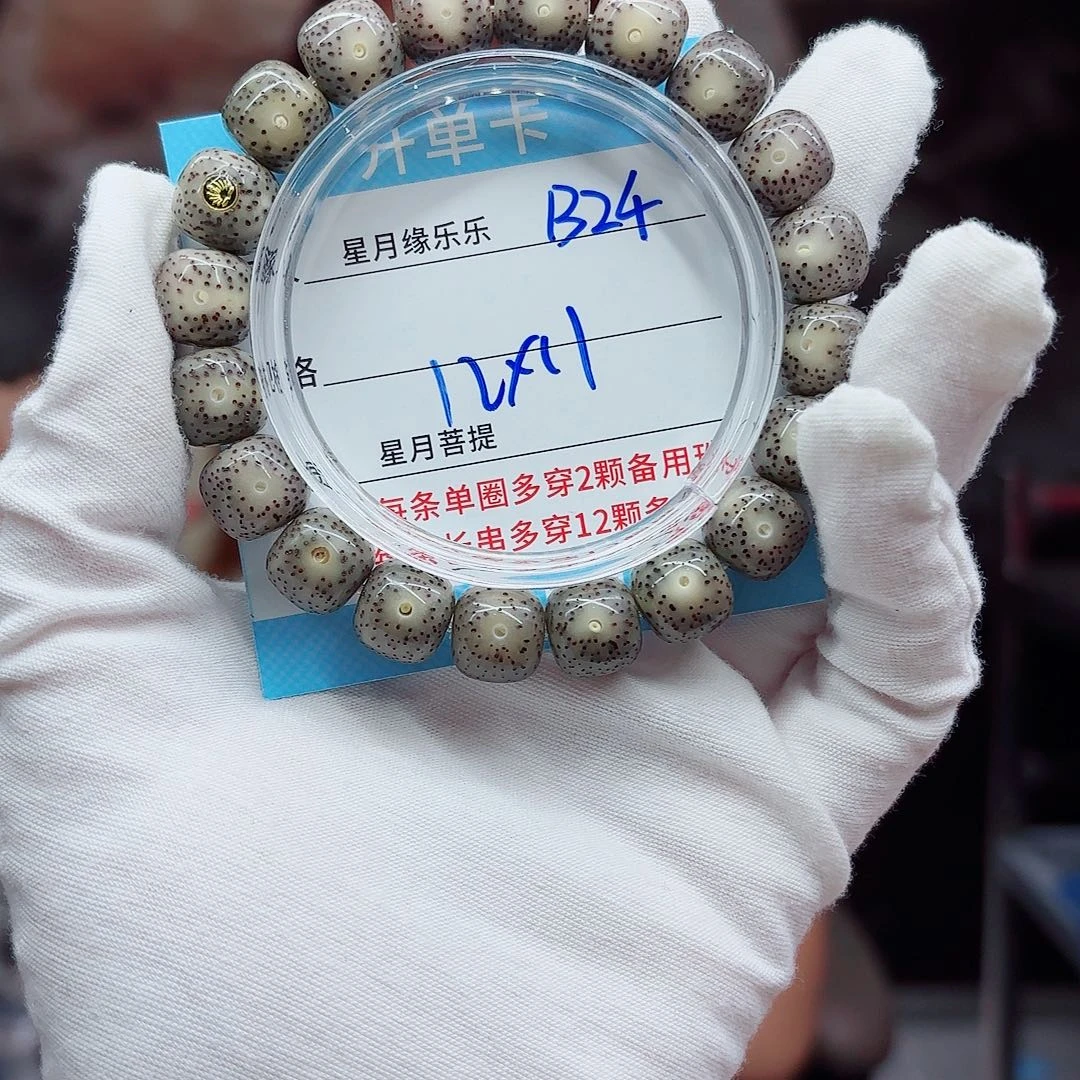 开单卡
星月缘乐乐 B24
格 12x11
星月菩提
每条单圈多穿2颗备用
长串多穿12颗